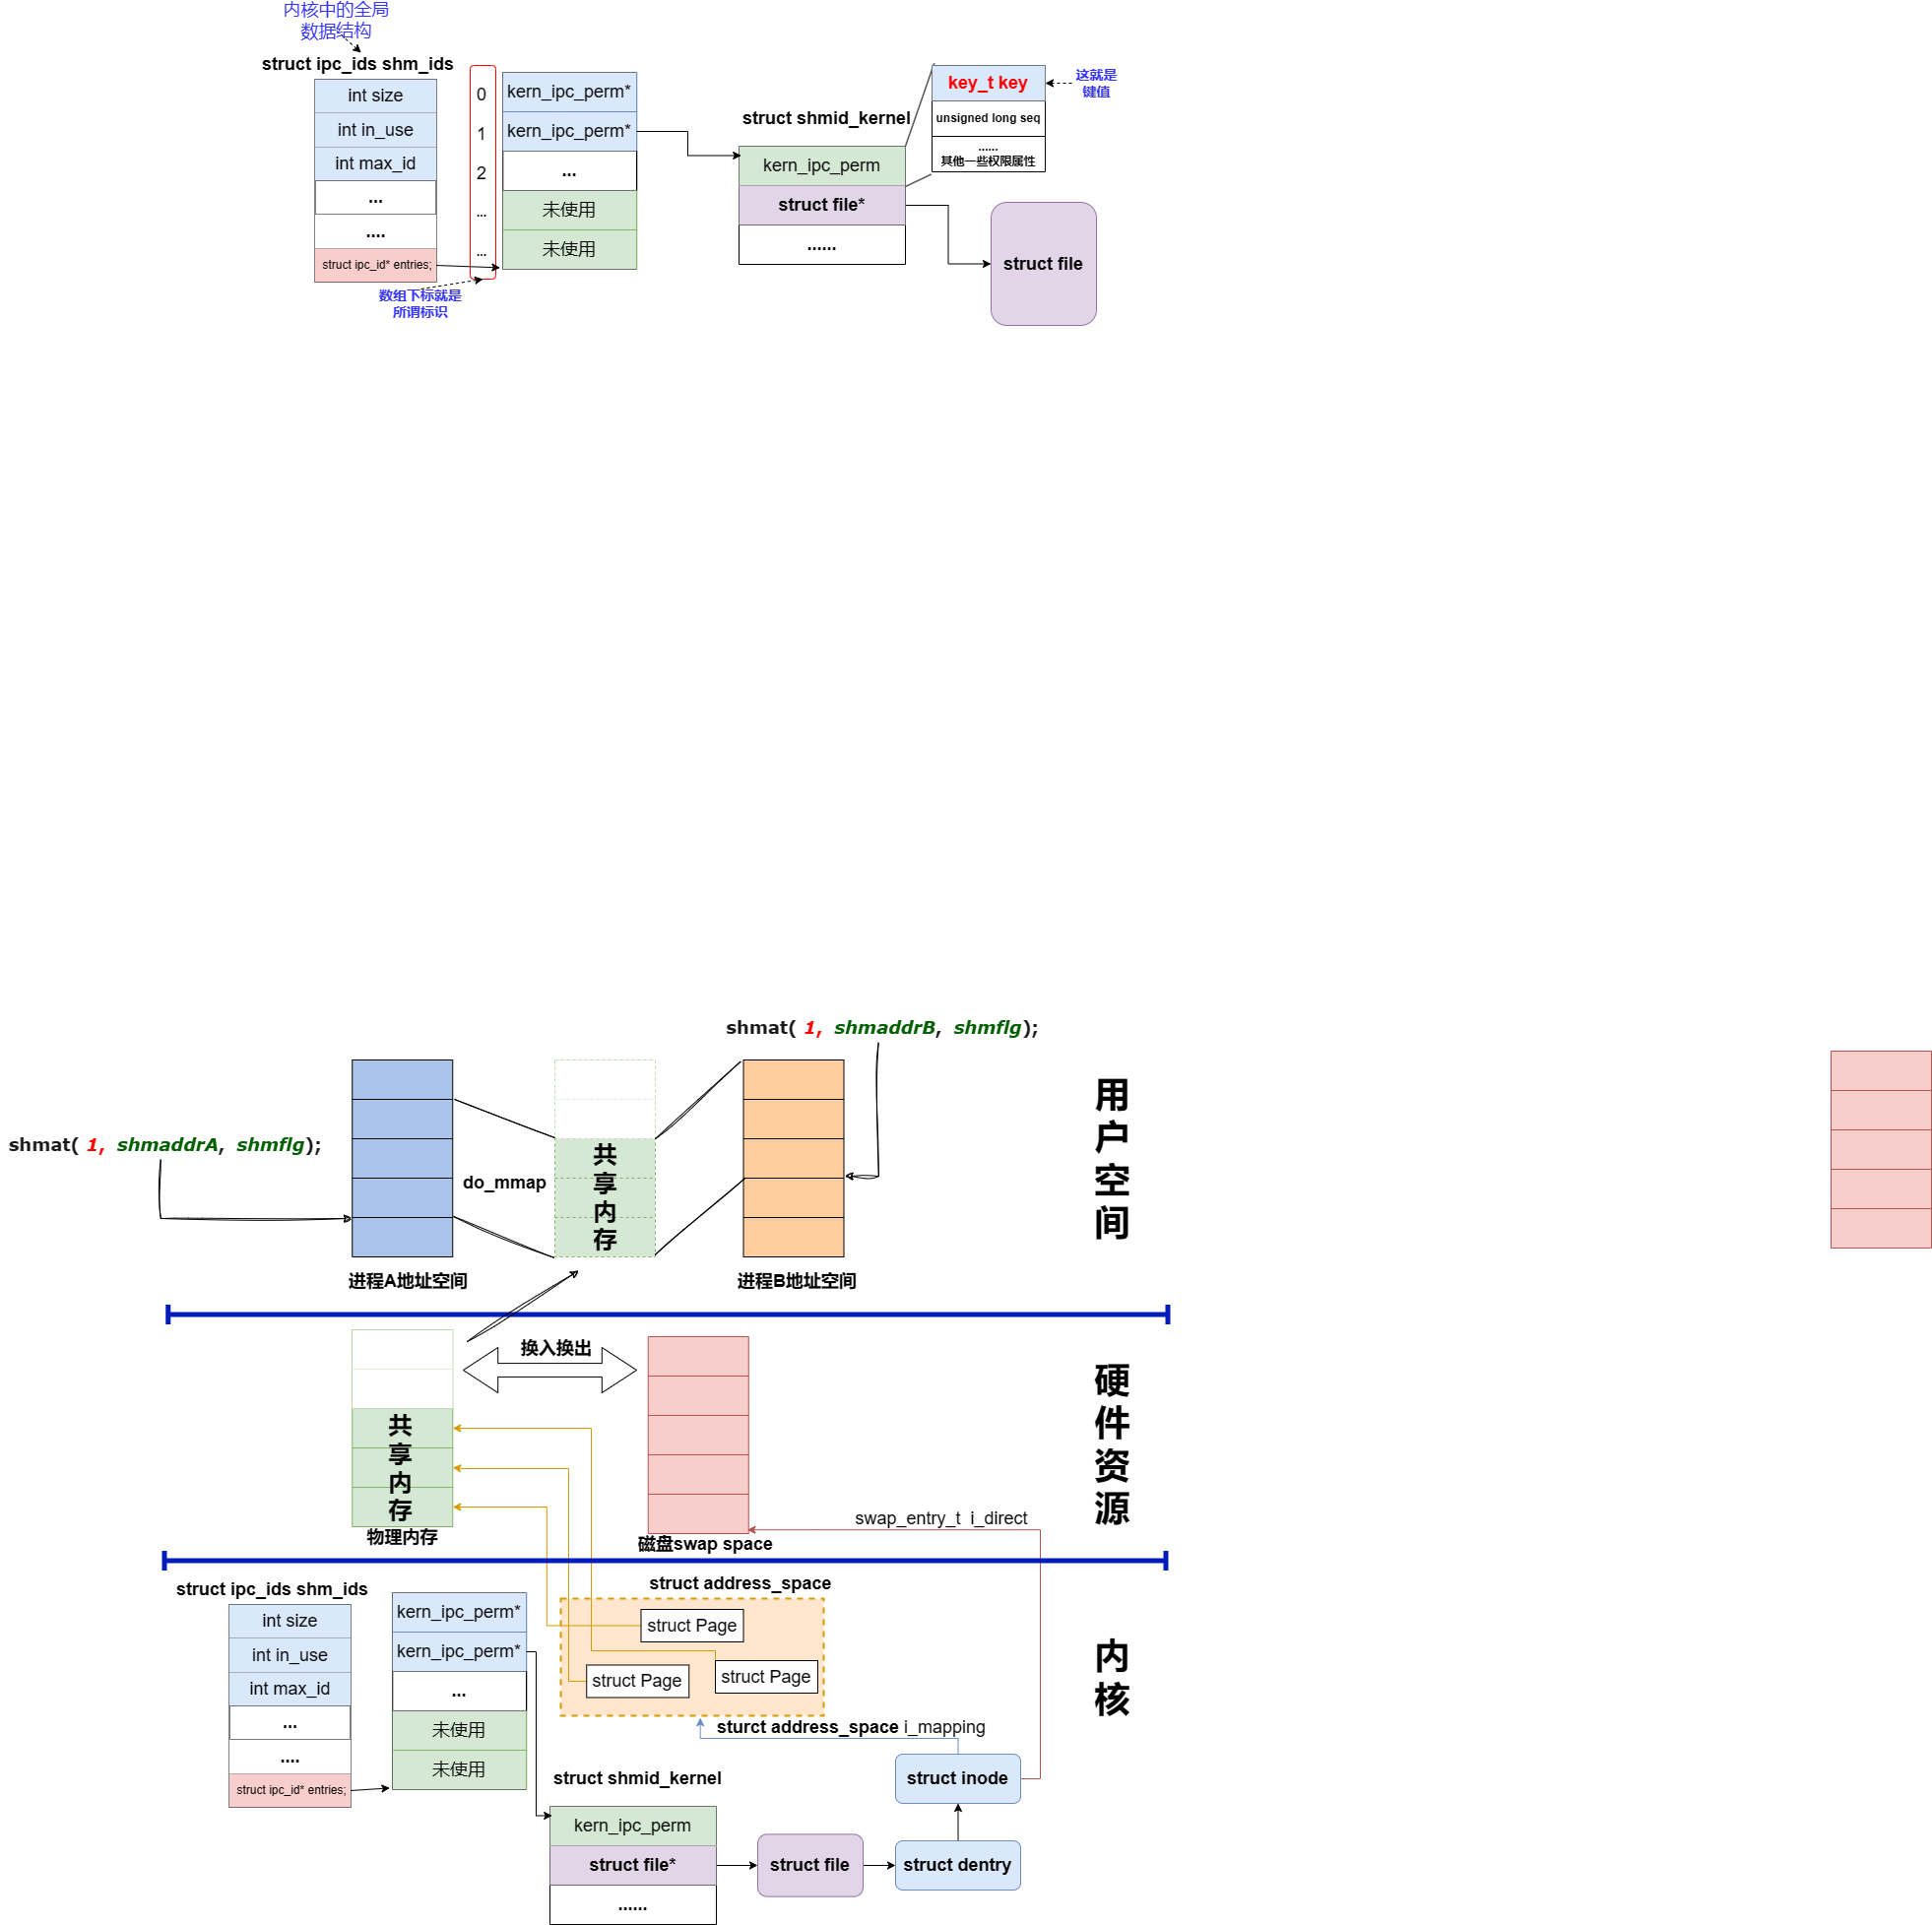 内核中的全局
数据结构
struct ipc_ids shm_ids
int size
int in_use
int max_id
...
....
struct ipc_id* entries;
0
1
2
...
...
数组下标就是
所谓标识
kern_ipc_perm*
kern_ipc_perm*
...
未使用
未使用
struct shmid_kernel
kern_ipc_perm
struct file*
......
key_t key
unsigned long seq
......
其他一些权限属性
这就是
键值
struct file
shmat( 1, shmaddrB, shmflg);
shmat( 1, shmaddrA, shmflg);
do_mmap
共
享
内
存
进程A地址空间
进程B地址空间
用
户
空
间
换入换出
共
享
内
存
物理内存
磁盘swap space
swap_entry_t i_direct
硬
件
资
源
struct ipc_ids shm_ids
int size
int in_use
int max_id
...
....
struct ipc_id* entries;
kern_ipc_perm*
kern_ipc_perm*
...
未使用
未使用
struct address_space
struct Page
struct Page
struct Page
sturct address_space i_mapping
内
核
struct shmid_kernel
kern_ipc_perm
struct file*
......
struct file
struct dentry
struct inode